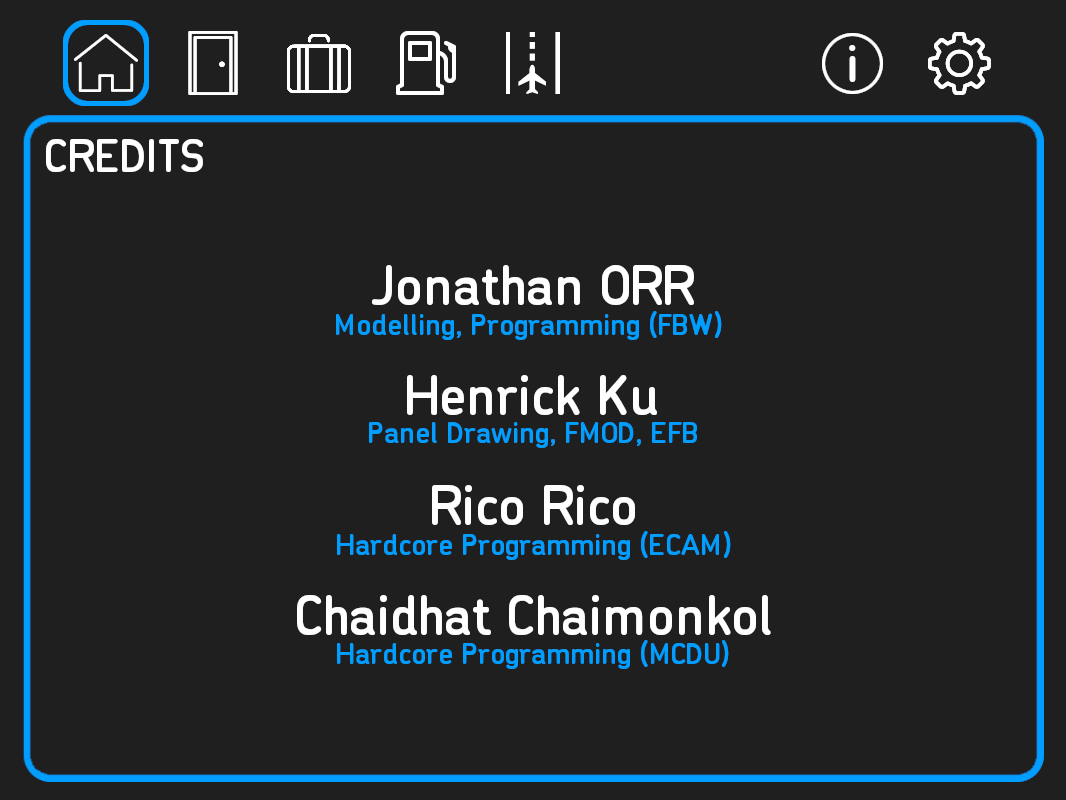 CREDITS
Jonathan ORR
Modelling, Programming (FBW)
Henrick Ku
Panel Drawing, FMOD, EFB
Rico Rico
Hardcore Programming (ECAM)
Chaidhat Chaimonkol
Hardcore Programming (MCDU)